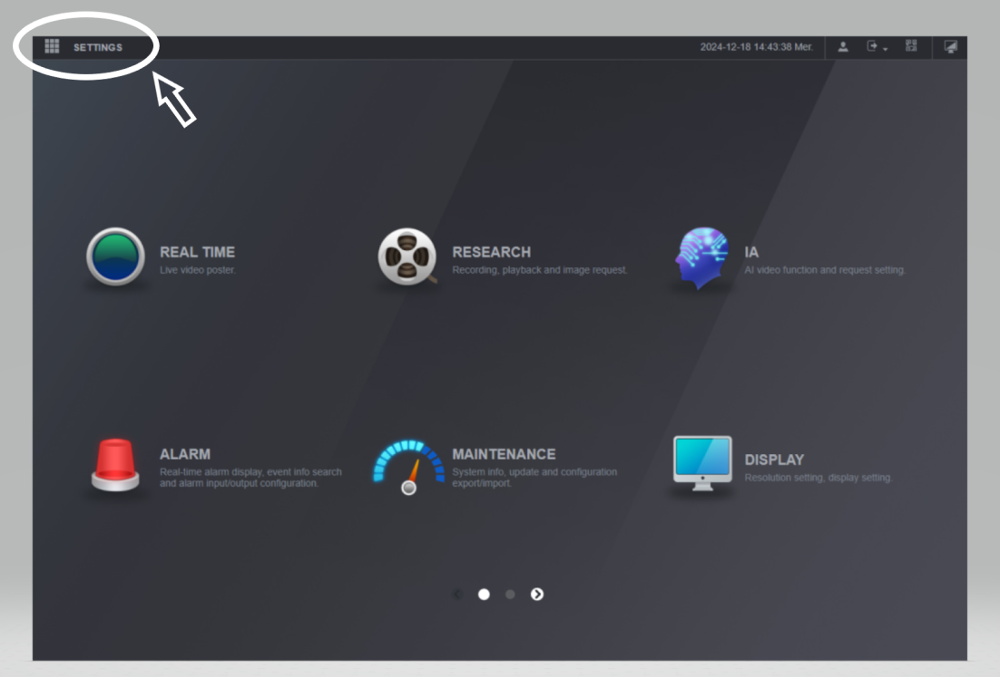 SETTINGS
2024-12-18 14:43:38 Mer.
REAL TIME
Live video poster.
RESEARCH
Recording, playback and image request.
IA
AI video function and request setting.
ALARM
Real-time alarm display, event info search
and alarm input/output configuration.
MAINTENANCE
System info, update and configuration
export/import.
DISPLAY
Resolution setting, display setting.